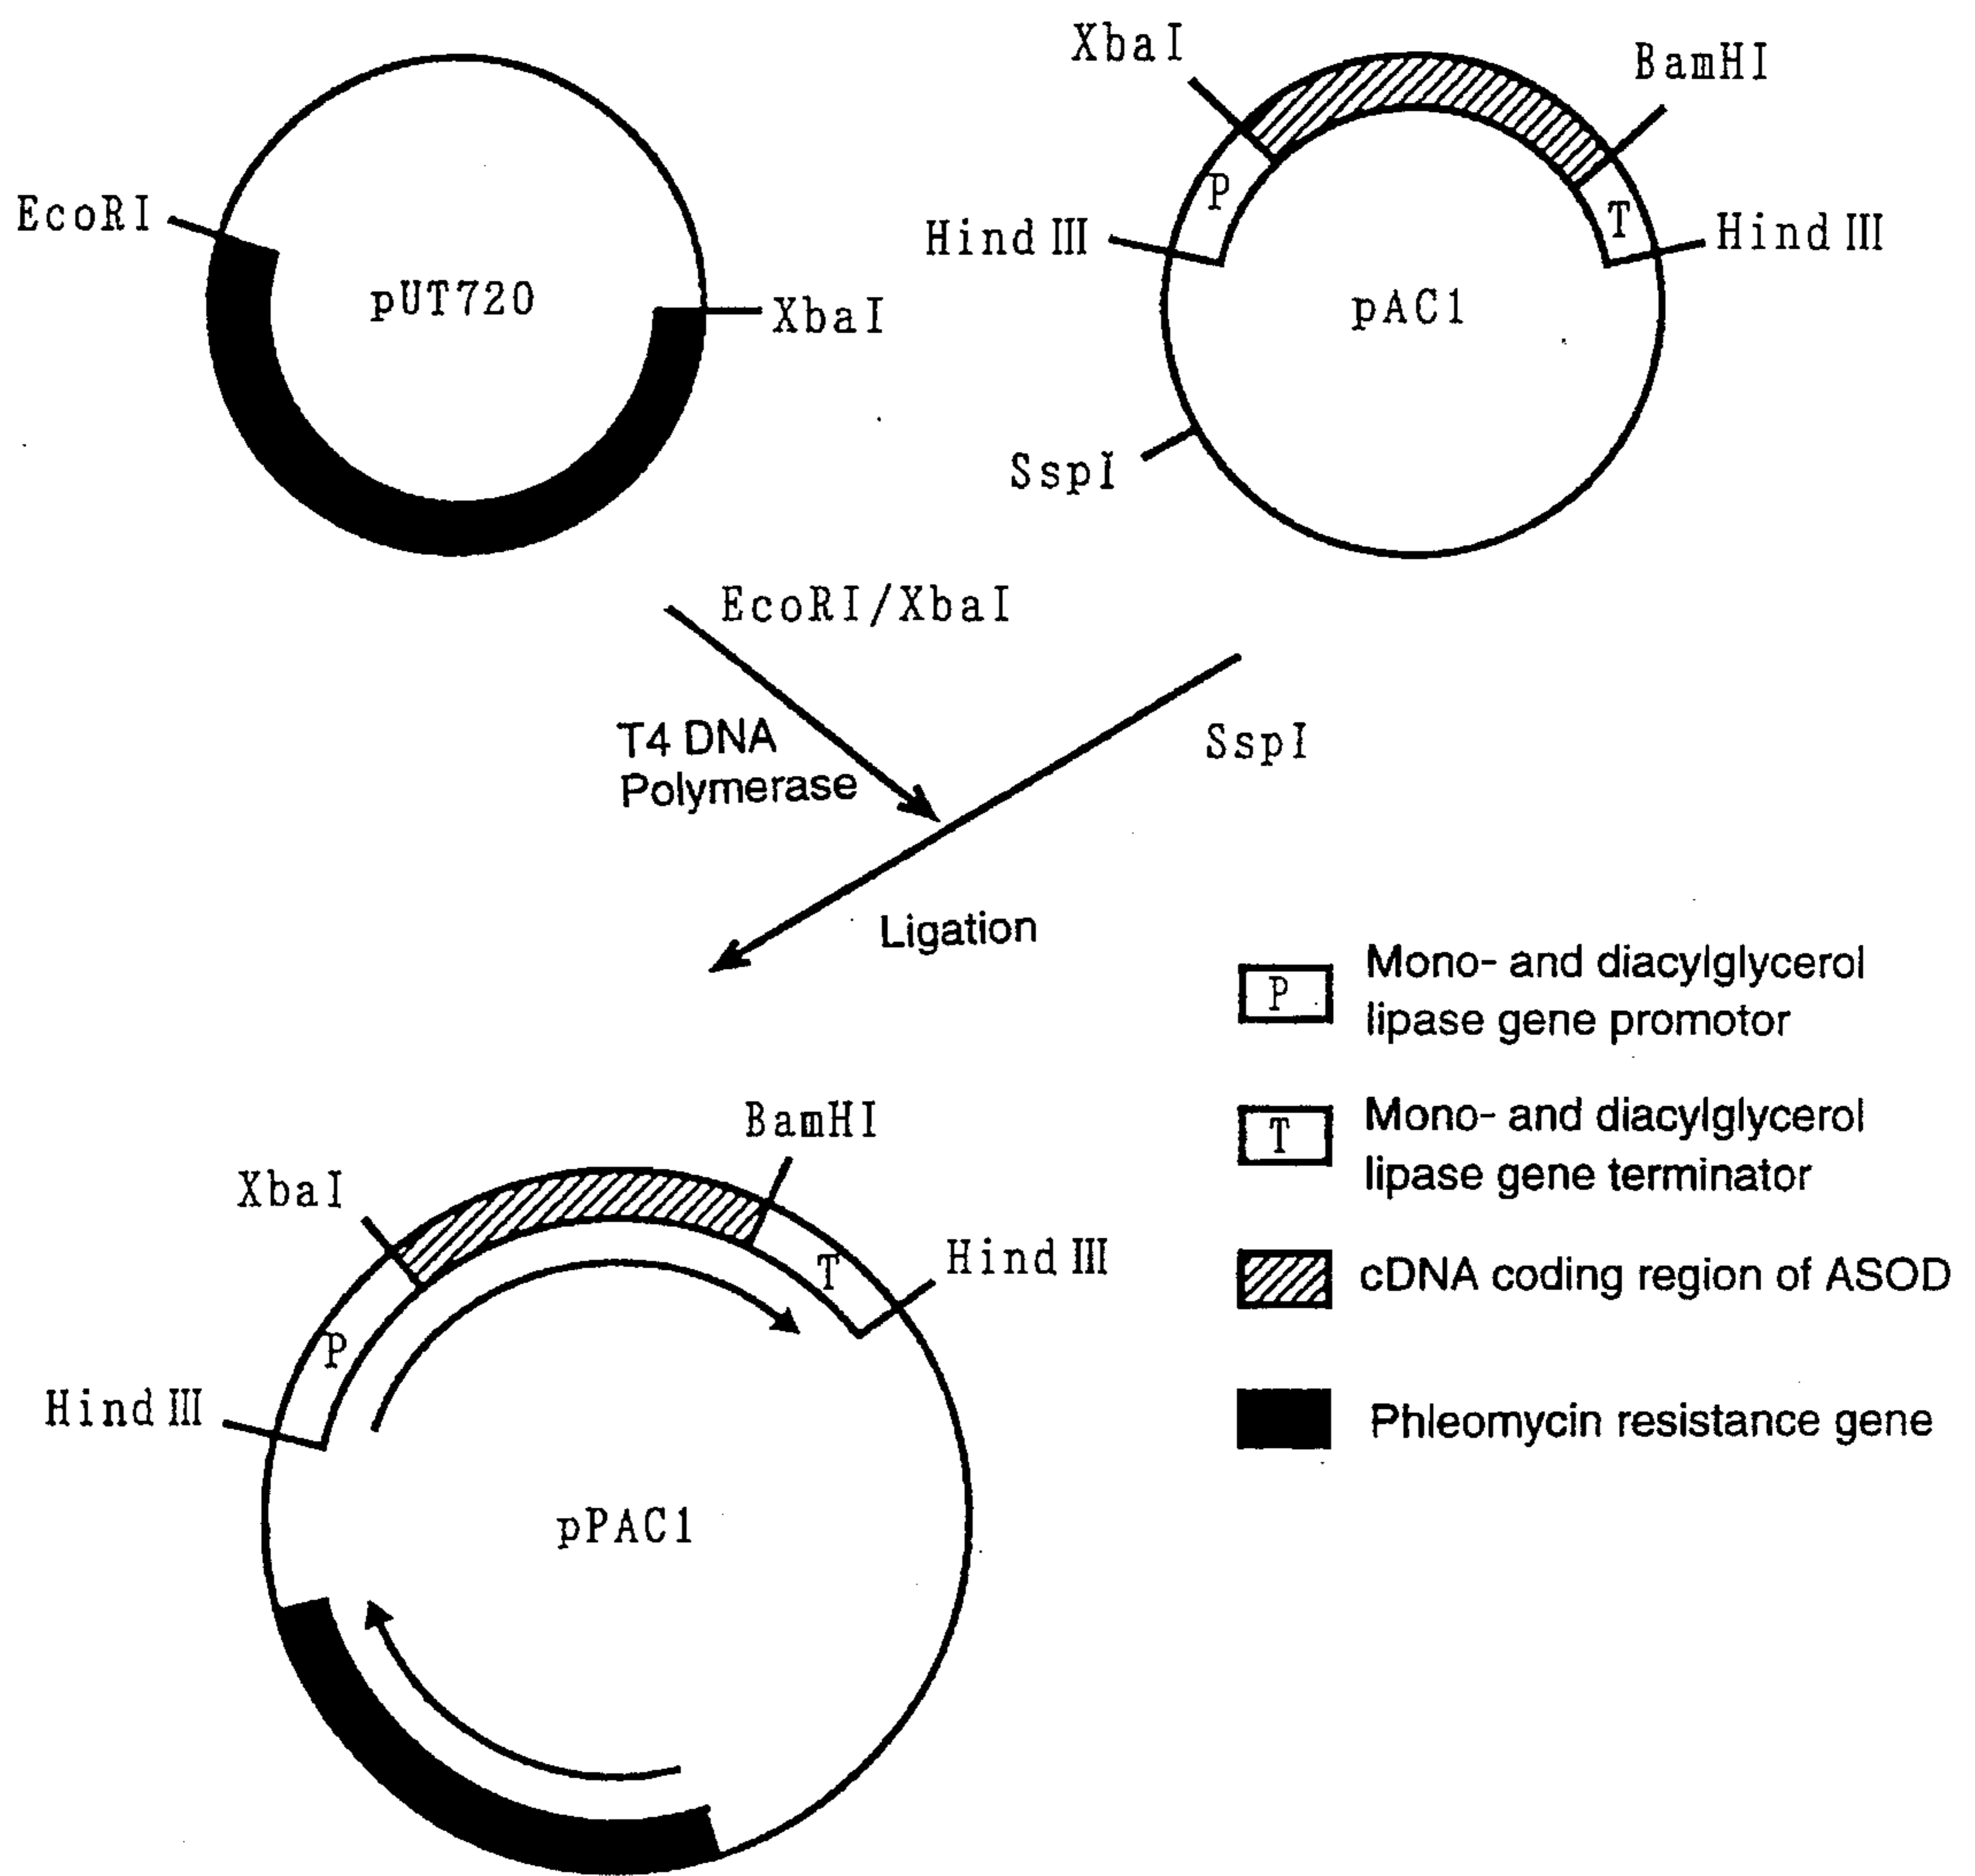 XbaI
BamHI
EcoRI
P
T
Hind III
Hind III
pUT720
XbaI
pAC1
SspI
EcoRI/XbaI
T4 DNA
Polymerase
SspI
Ligation
P
Mono- and diacylglycerol
lipase gene promotor
T
Mono- and diacylglycerol
lipase gene terminator
cDNA coding region of ASOD
Phleomycin resistance gene
BamHI
XbaI
Hind III
T
P
Hind III
pPAC1